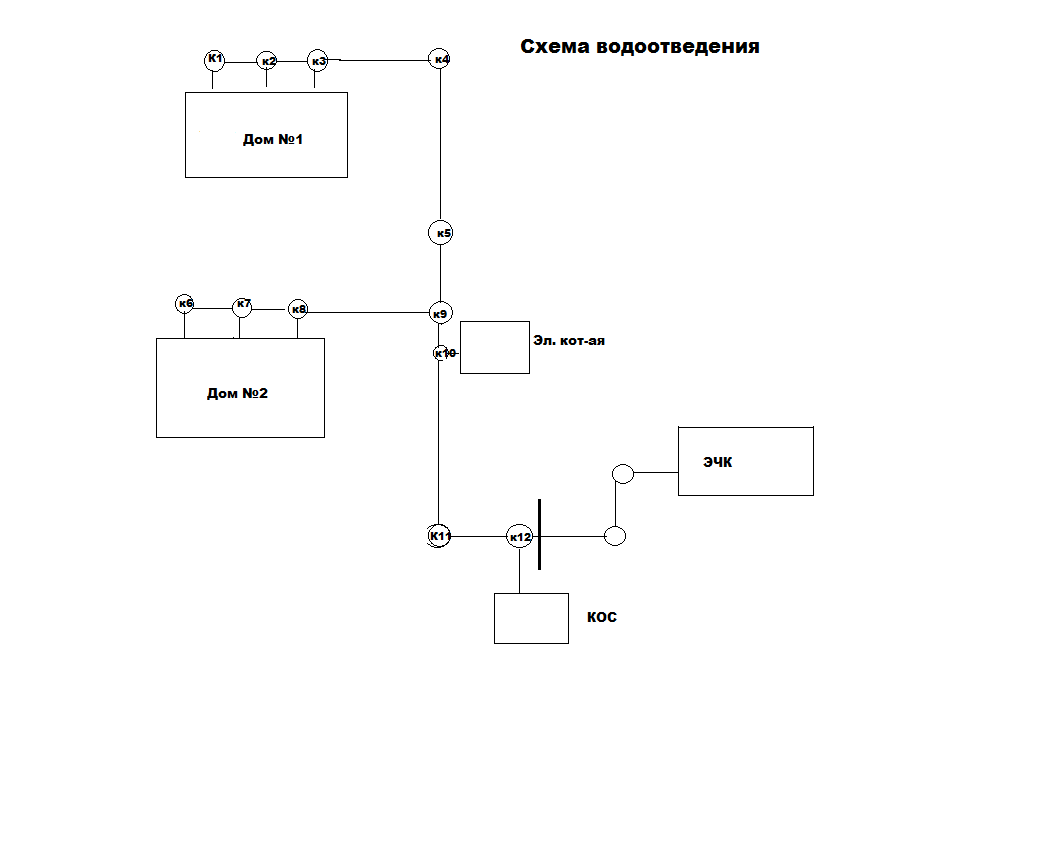 Схема водоотведения
К1
к2
к3
к4
Дом №1
к5
к6
к7
к8
к9
к10
Эл. кот-ая
Дом №2
ЭЧК
К11
к12
КОС